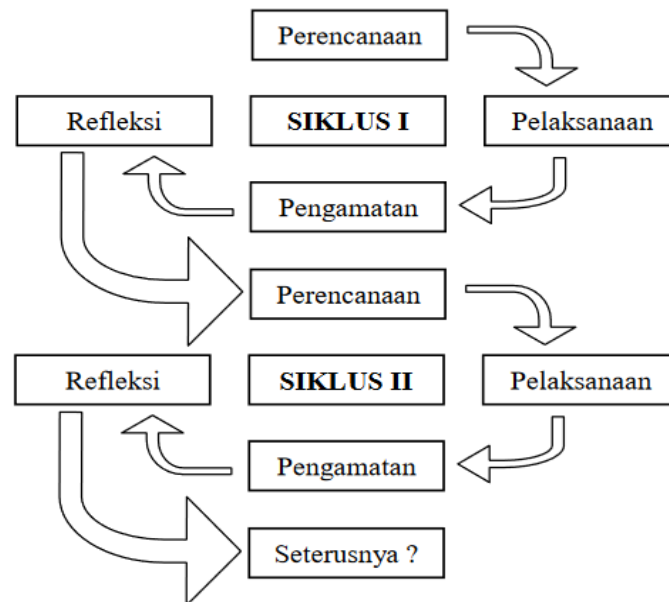 Perencanaan
Refleksi
SIKLUS I
Pelaksanaan
Pengamatan
Perencanaan
Refleksi
SIKLUS II
Pelaksanaan
Pengamatan
Seterusnya ?